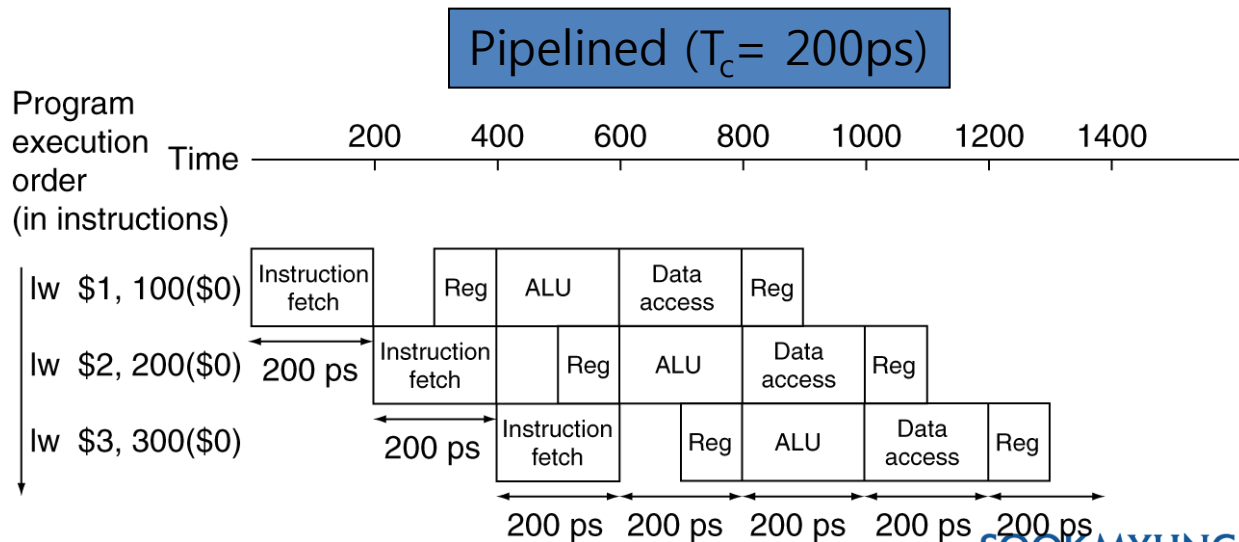 Pipelined (Tc= 200ps)
Program
execution
order
(in instructions)
Time
200 400 600 800 1000 1200 1400
lw $1, 100($0)
Instruction
fetch
Reg
ALU
Data
access
Reg
lw $2, 200($0)
200 ps
Instruction
fetch
Reg
ALU
Data
access
Reg
lw $3, 300($0)
200 ps
Instruction
fetch
Reg
ALU
Data
access
Reg
200 ps 200 ps 200 ps 200 ps 200 ps